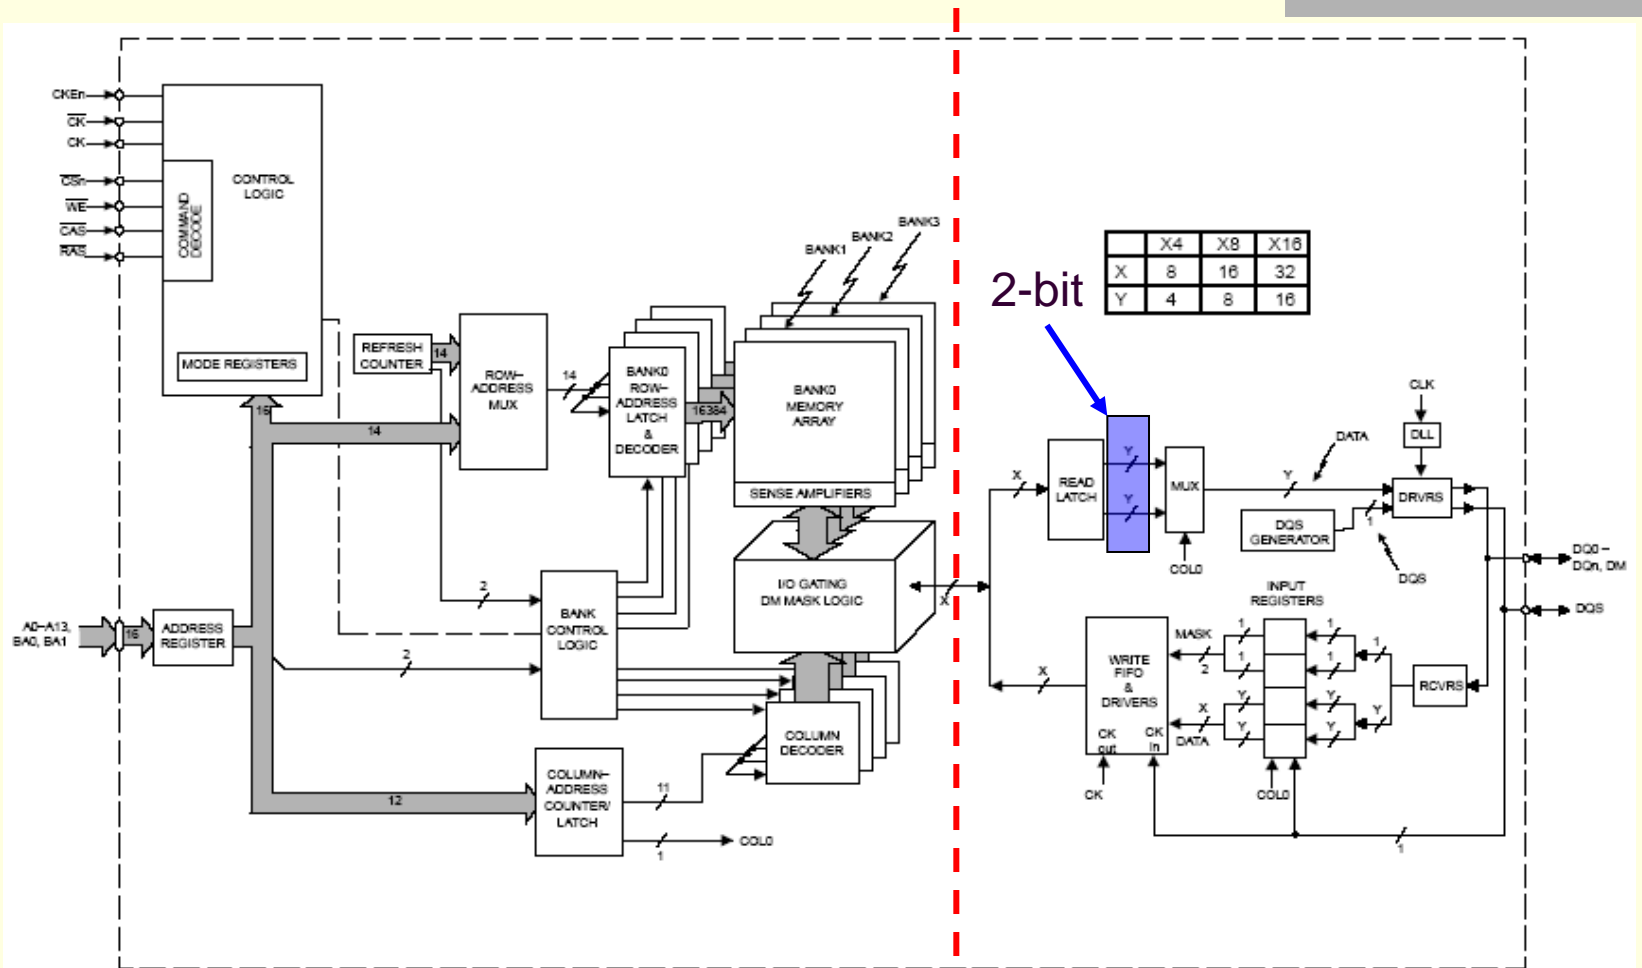 CKEn
CK
CK
CSn
WE
CAS
RAS
CONTROL
LOGIC
COMMAND
DECODE
MODE REGISTERS
16
REFRESH
COUNTER
14
14
ROW–
ADDRESS
MUX
14
BANK0
ROW–
ADDRESS
LATCH
&
DECODER
16384
BANK1
BANK2
BANK3
BANK0
MEMORY
ARRAY
SENSE AMPLIFIERS
I/O GATING
DM MASK LOGIC
2
BANK
CONTROL
LOGIC
2
A0–A13,
BA0, BA1
16
ADDRESS
REGISTER
12
COLUMN–
ADDRESS
COUNTER/
LATCH
11
1
COL0
COLUMN
DECODER
X
2-bit
X4 X8 X16
X 8 16 32
Y 4 8 16
X
READ
LATCH
Y
Y
MUX
COL0
Y
DATA
CLK
DLL
DRVRS
DQS
GENERATOR
1
DQS
DQ0 –
DQn, DM
DQS
INPUT
REGISTERS
X
WRITE
FIFO
&
DRIVERS
CK
out
CK
in
CK
MASK
2
X
DATA
1
1
Y
Y
1
1
Y
Y
1
Y
RCVRS
COL0
1